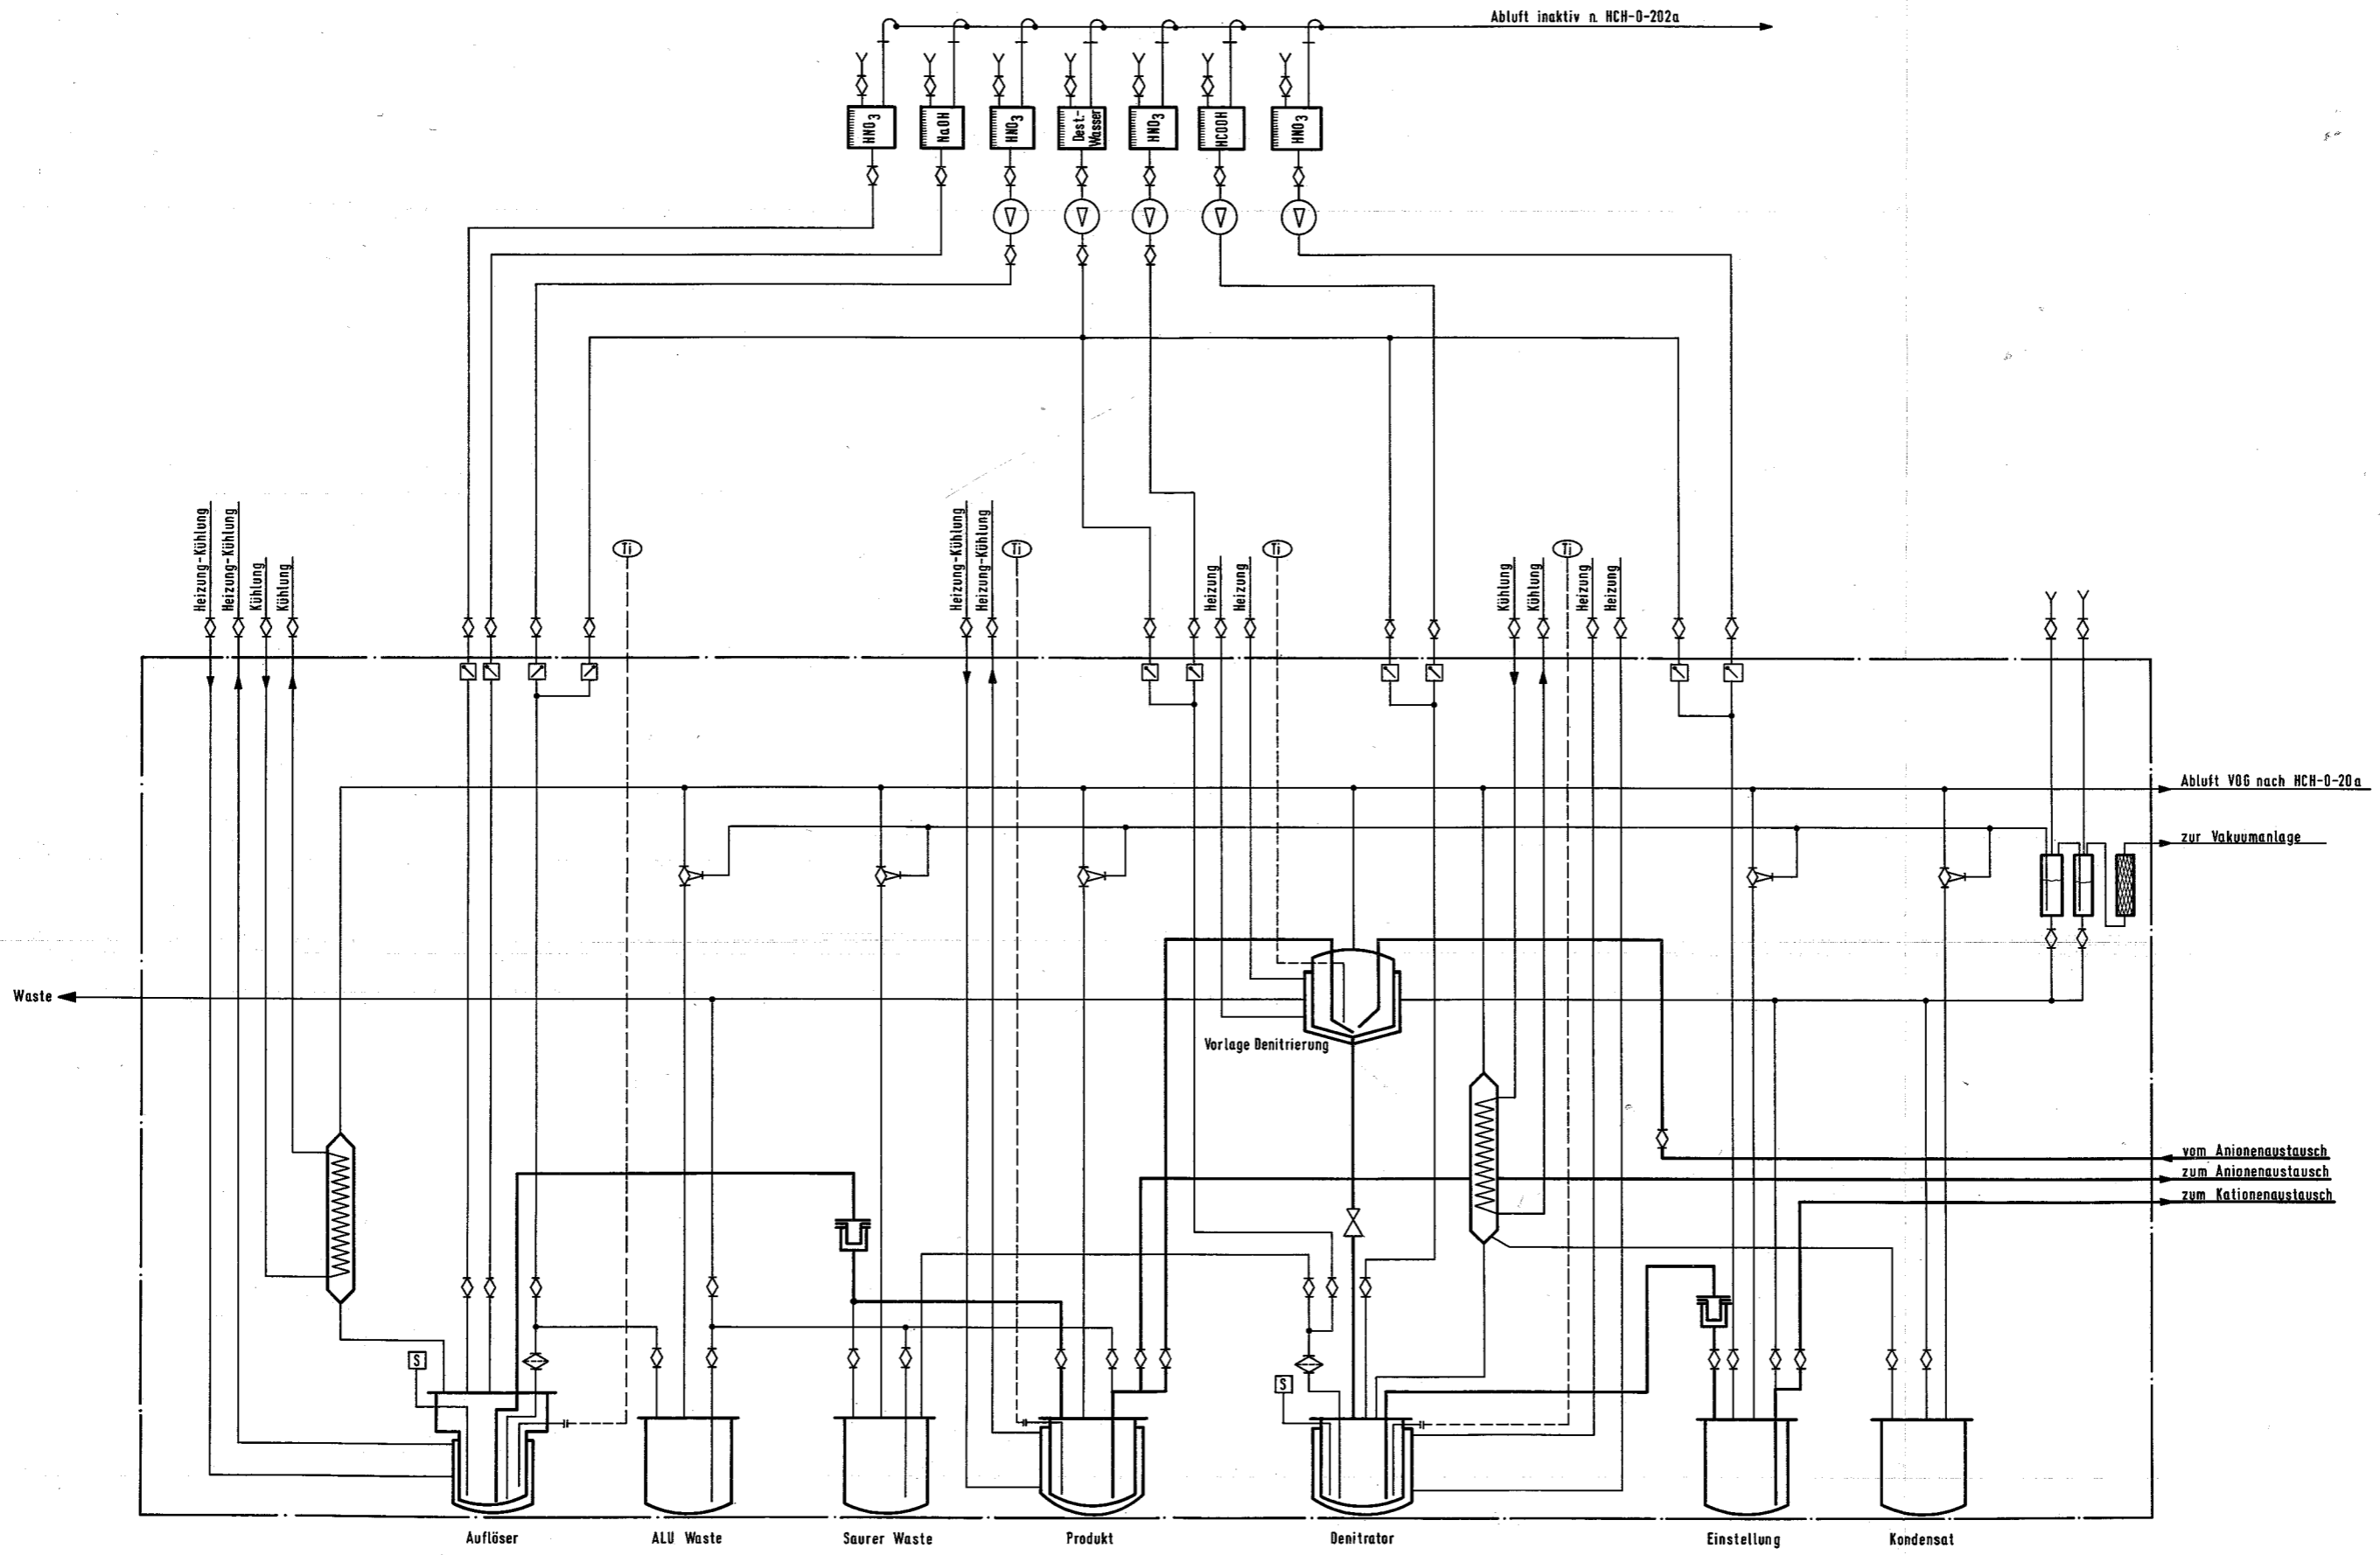 Abluft inaktiv n. HCH-0-202a
HNO3
NaOH
HNO3
Dest.-
Wasser
HNO3
HCOOH
HNO3
Heizung-Kühlung
Heizung-Kühlung
Kühlung
Kühlung
Ti
Heizung-Kühlung
Heizung-Kühlung
Ti
Heizung
Heizung
Ti
Kühlung
Kühlung
Ti
Heizung
Heizung
Abluft VOG nach HCH-0-20a
zur Vakuumanlage
Waste
Vorlage Denitrierung
vom Anionenaustausch
zum Anionenaustausch
zum Kationenaustausch
S
S
Auflöser
ALU Waste
Saurer Waste
Produkt
Denitrator
Einstellung
Kondensat